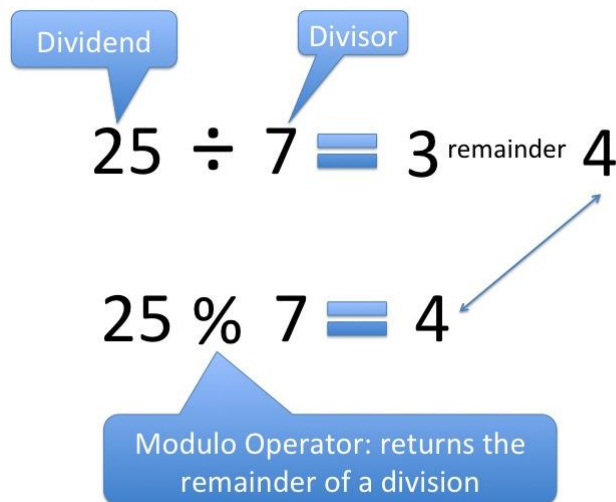 Dividend
Divisor
25 ÷ 7 = 3 remainder 4
25 % 7 = 4
Modulo Operator: returns the
remainder of a division